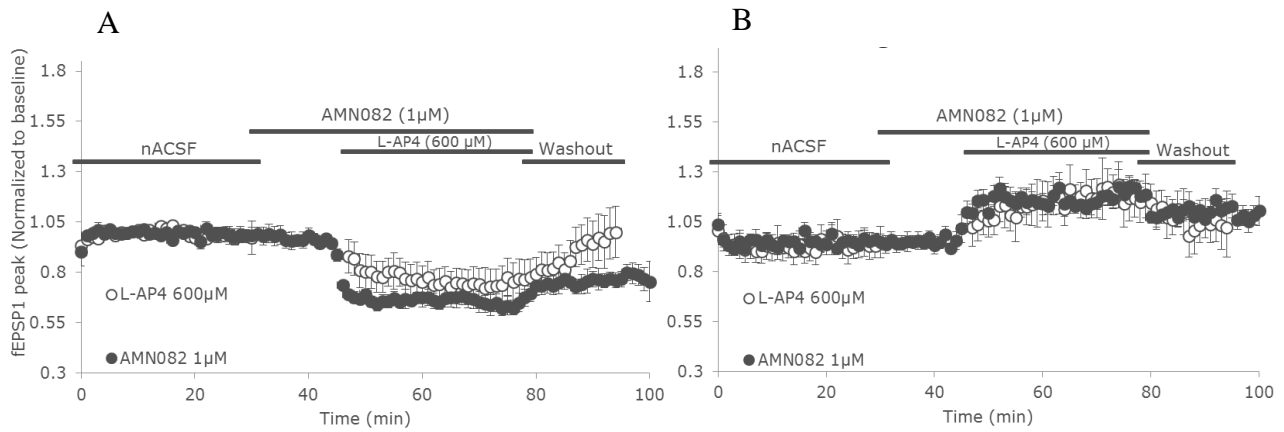 A
fEPSP1 peak (Normalized to baseline)
1.8
1.55
1.3
1.05
0.8
0.55
0.3
AMN082 (1µM)
L-AP4 (600 µM)
nACSF
Washout
L-AP4 600µM
AMN082 1µM
0 20 40 60 80 100
Time (min)
B
1.8
1.55
1.3
1.05
0.8
0.55
0.3
AMN082 (1µM)
L-AP4 (600 µM)
nACSF
Washout
L-AP4 600µM
AMN082 1µM
0 20 40 60 80 100
Time (min)